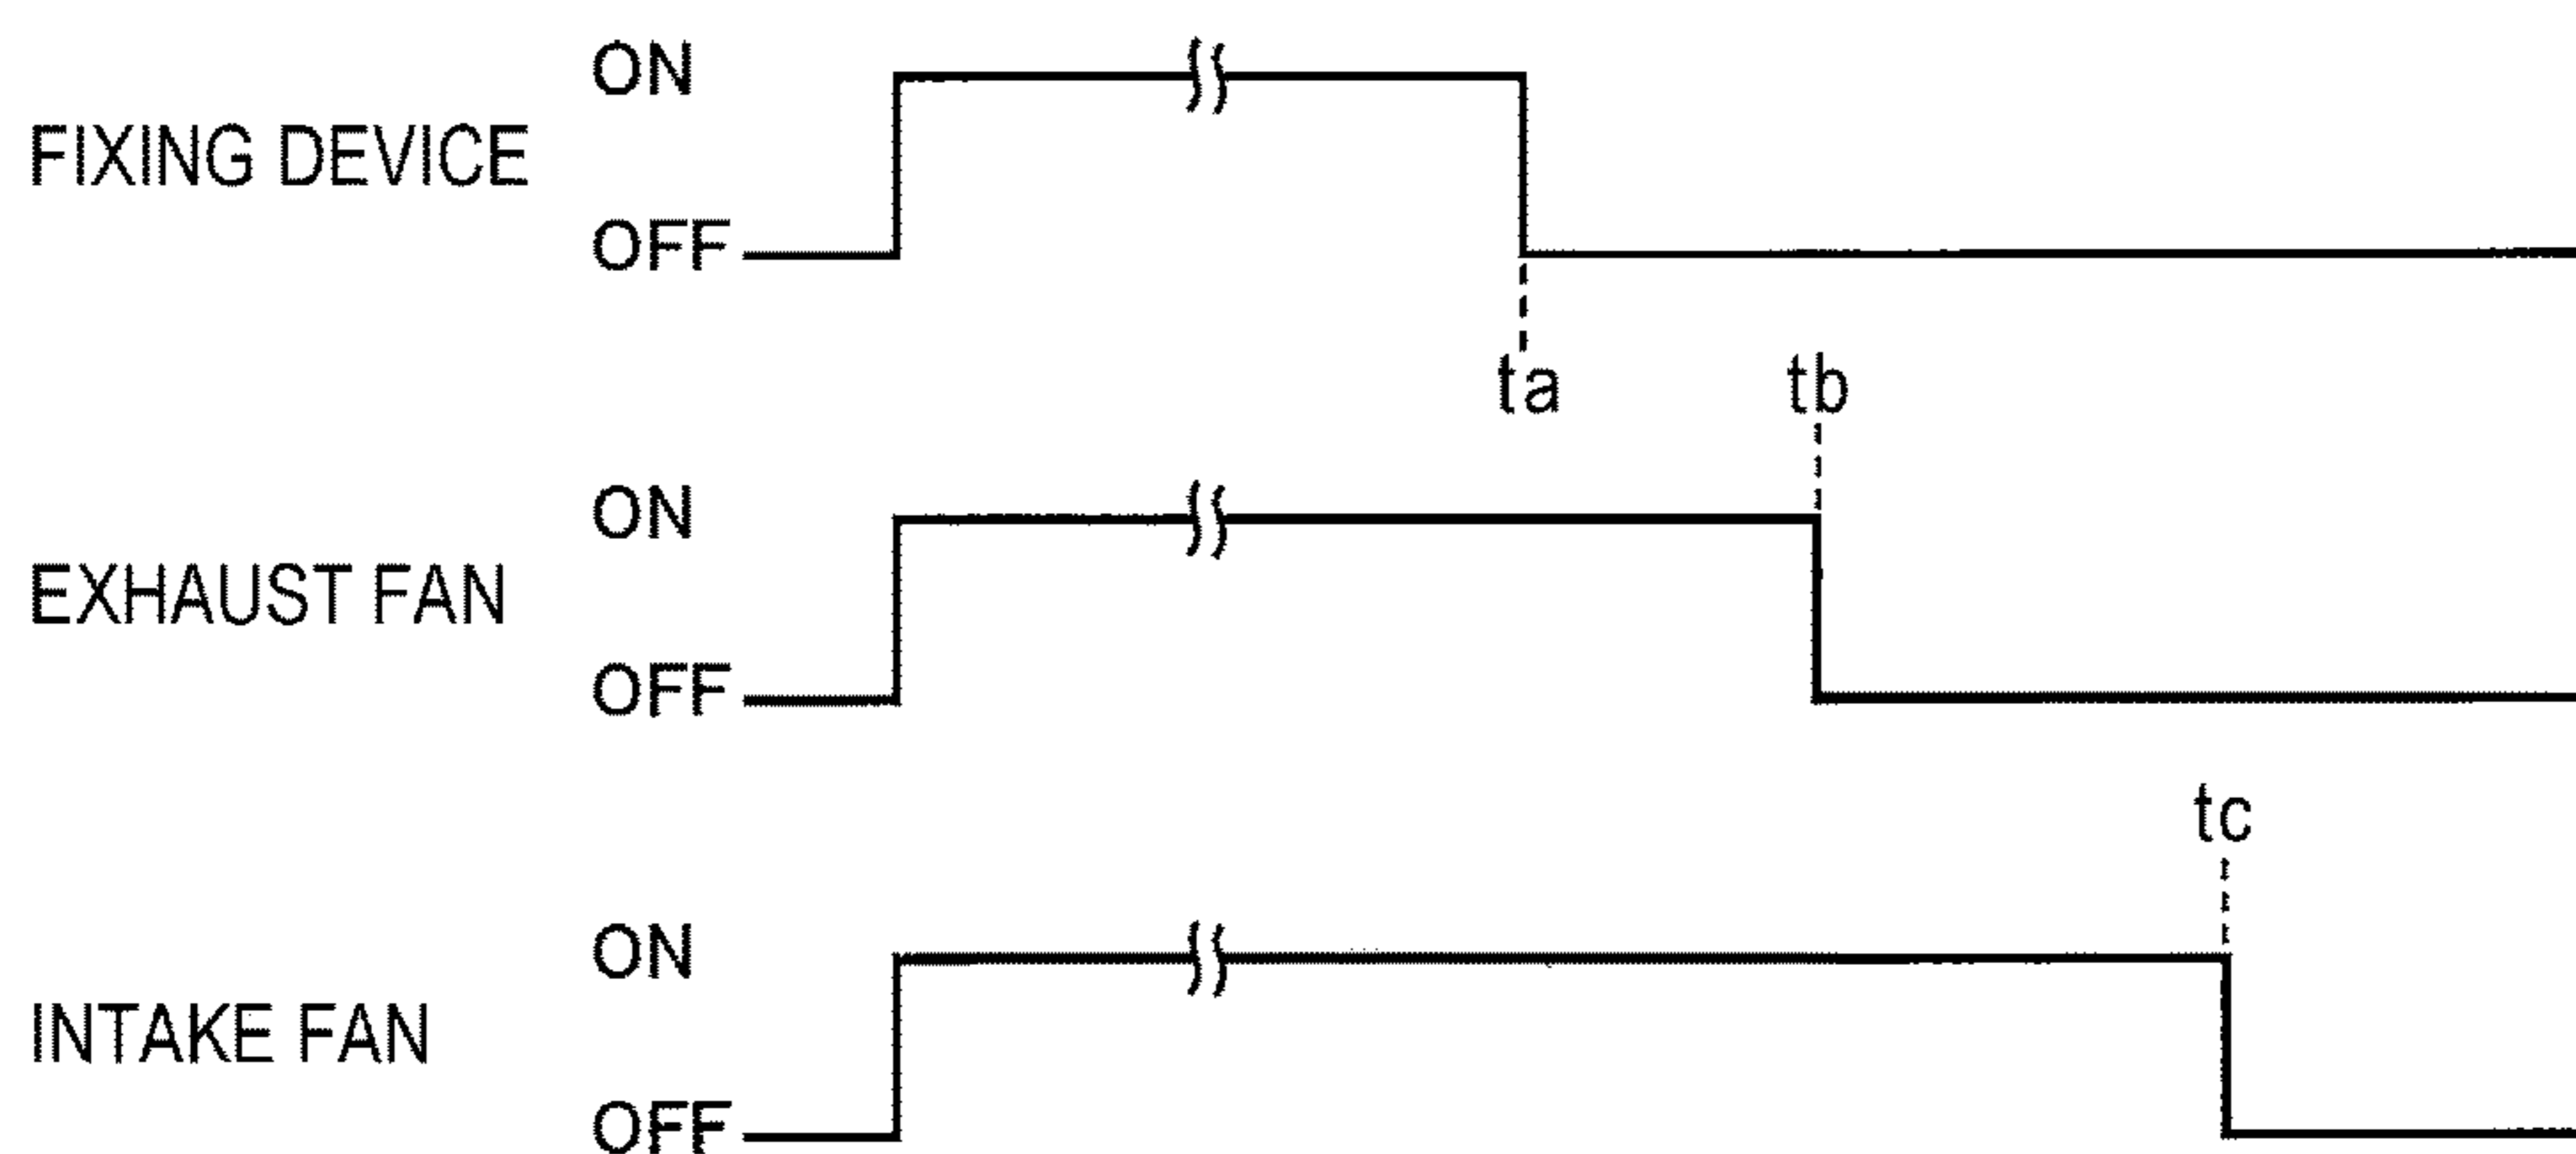 ON
FIXING DEVICE
OFF
ta
tb
ON
EXHAUST FAN
OFF
tc
ON
INTAKE FAN
OFF